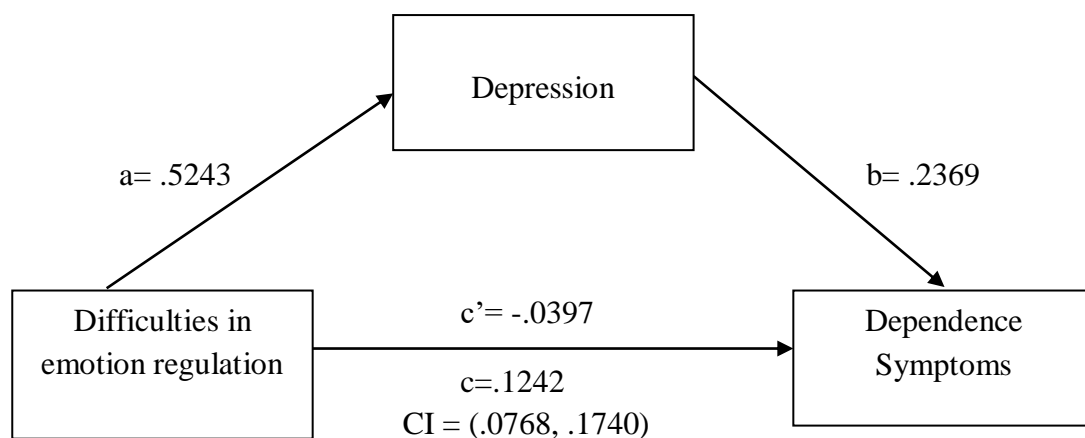 Depression
a= .5243
b= .2369
Difficulties in
emotion regulation
c’= -.0397
c=.1242
CI = (.0768, .1740)
Dependence
Symptoms